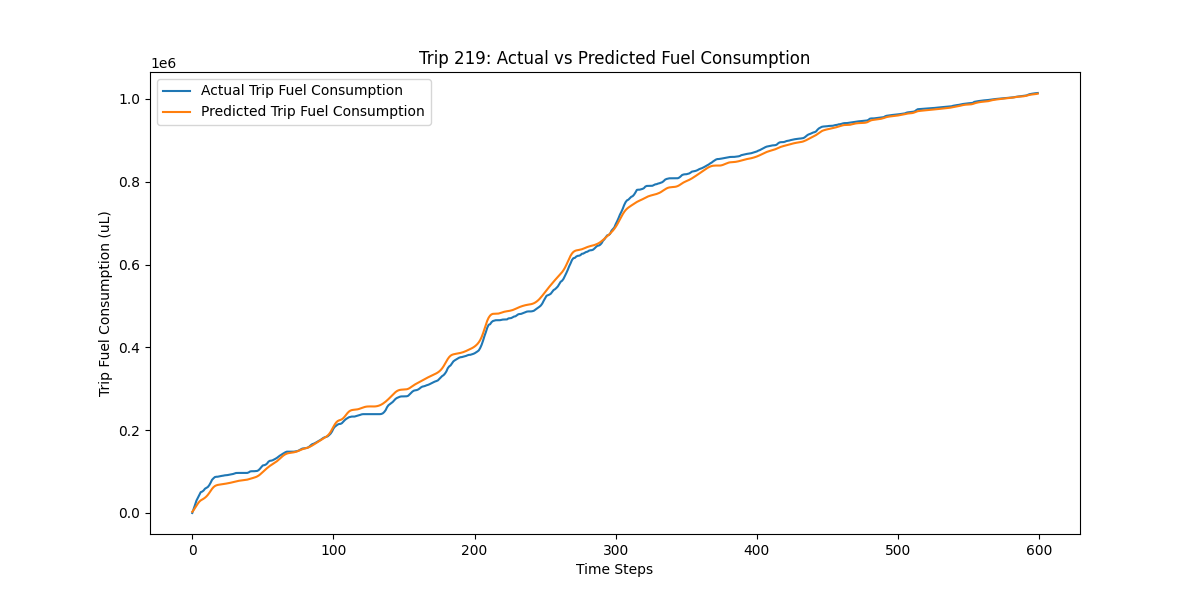 Trip 219: Actual vs Predicted Fuel Consumption
1e6
Actual Trip Fuel Consumption
Predicted Trip Fuel Consumption
1.0
0.8
0.6
0.4
0.2
0.0
Trip Fuel Consumption (uL)
0 100 200 300 400 500 600
Time Steps